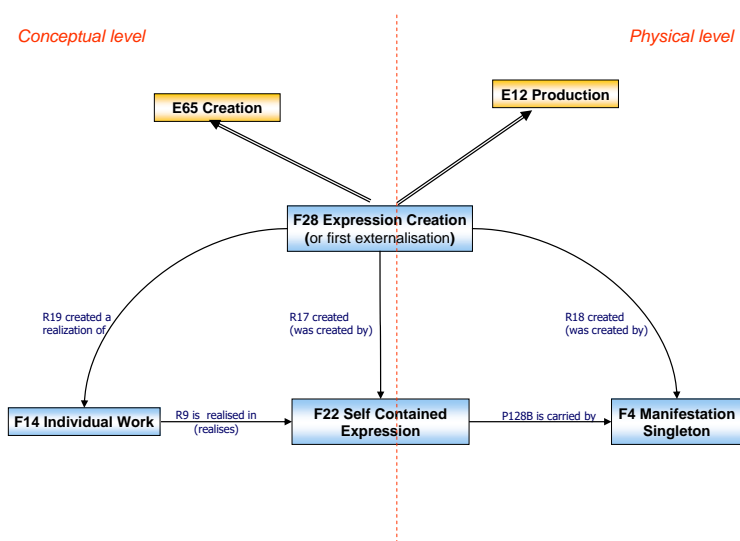 Conceptual level
Physical level
E65 Creation
E12 Production
F28 Expression Creation
(or first externalisation)
R19 created a
realization of
R17 created
(was created by)
R18 created
(was created by)
F14 Individual Work
R9 is  realised in
(realises)
F22 Self Contained
Expression
P128B is carried by
F4 Manifestation
Singleton